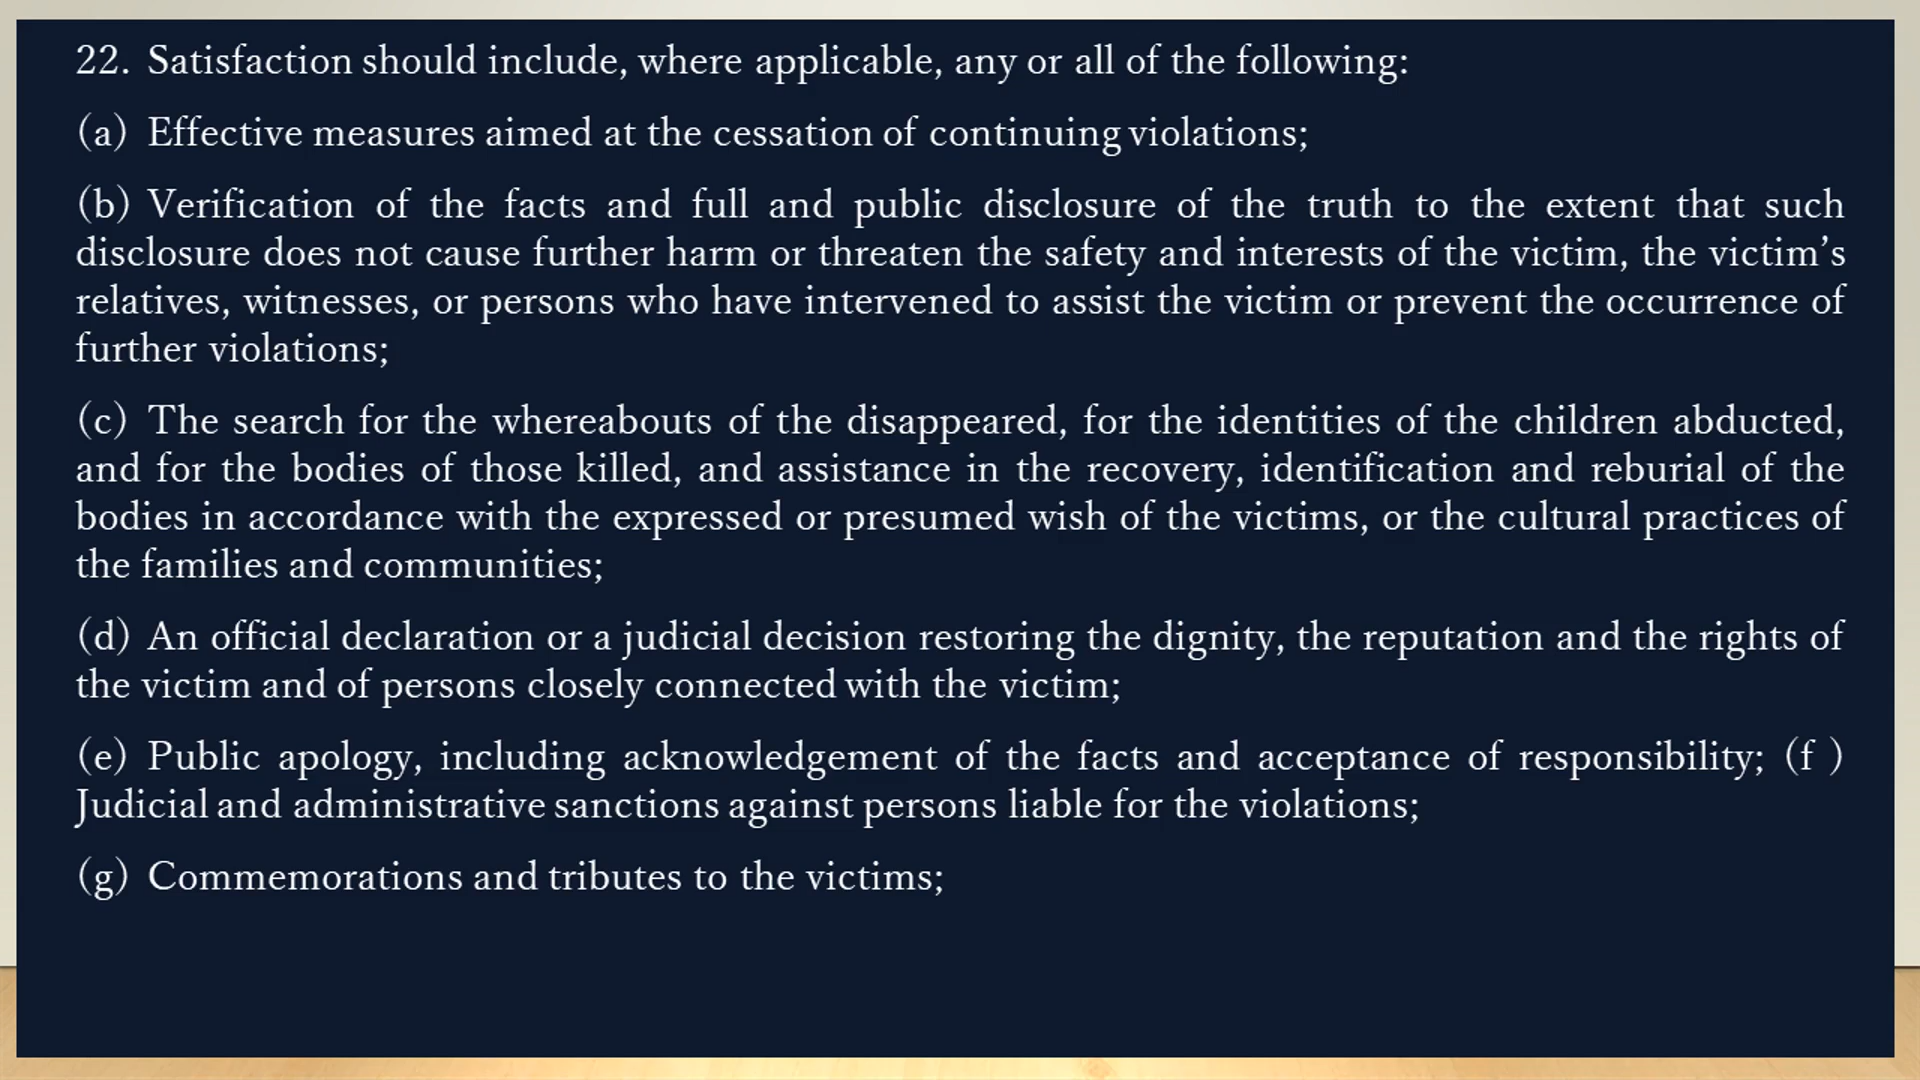 22. Satisfaction should include, where applicable, any or all of the following:
(a) Effective measures aimed at the cessation of continuing violations;
(b) Verification of the facts and full and public disclosure of the truth to the extent that such
disclosure does not cause further harm or threaten the safety and interests of the victim, the victim’s
relatives, witnesses, or persons who have intervened to assist the victim or prevent the occurrence of
further violations;
(c) The search for the whereabouts of the disappeared, for the identities of the children abducted,
and for the bodies of those killed, and assistance in the recovery, identification and reburial of the
bodies in accordance with the expressed or presumed wish of the victims, or the cultural practices of
the families and communities;
(d) An official declaration or a judicial decision restoring the dignity, the reputation and the rights of
the victim and of persons closely connected with the victim;
(e) Public apology, including acknowledgement of the facts and acceptance of responsibility; (f )
Judicial and administrative sanctions against persons liable for the violations;
(g) Commemorations and tributes to the victims;